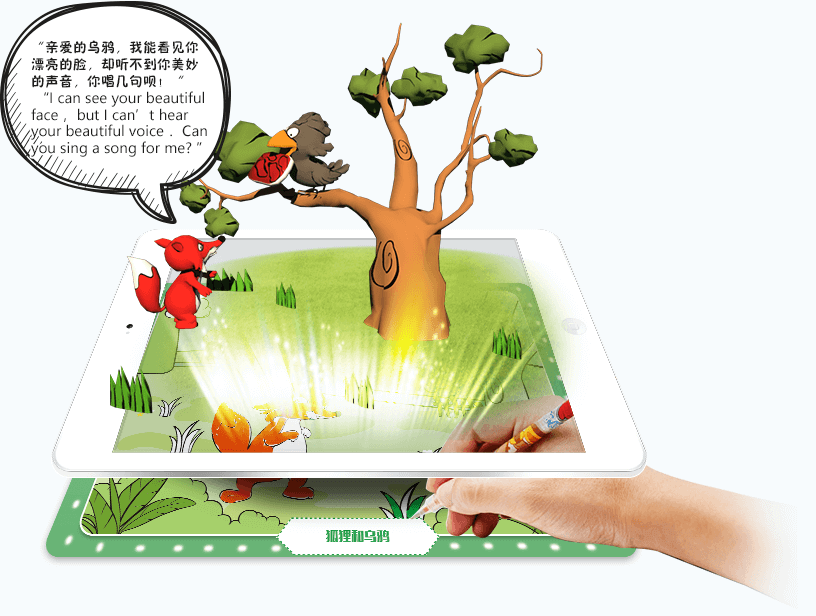 “亲爱的乌鸦，我能看见你
漂亮的脸，却听不到你美妙
的声音，你唱几句呗！”
“I can see your beautiful
face ,  but I can’t hear
your beautiful voice .  Can
you sing a song for me? ”
狐狸和乌鸦